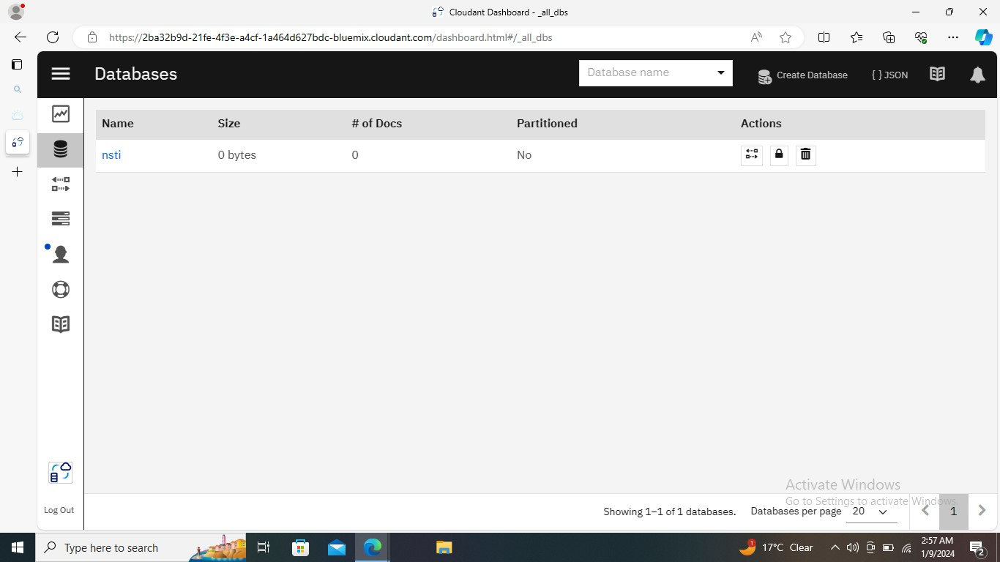 Cloudant Dashboard - _all_dbs
https://2ba32b9d-21fe-4f3e-a4cf-1a464d627bdc-bluemix.cloudant.com/dashboard.html#/_all_dbs
Databases
Database name
Create Database
{ } JSON
Name Size # of Docs Partitioned Actions
nsti 0 bytes 0 No
Log Out
Activate Windows
Go to Settings to activate Windows.
Showing 1–1 of 1 databases. Databases per page 20 1
Type here to search
1
17°C Clear
2:57 AM
1/9/2024
2